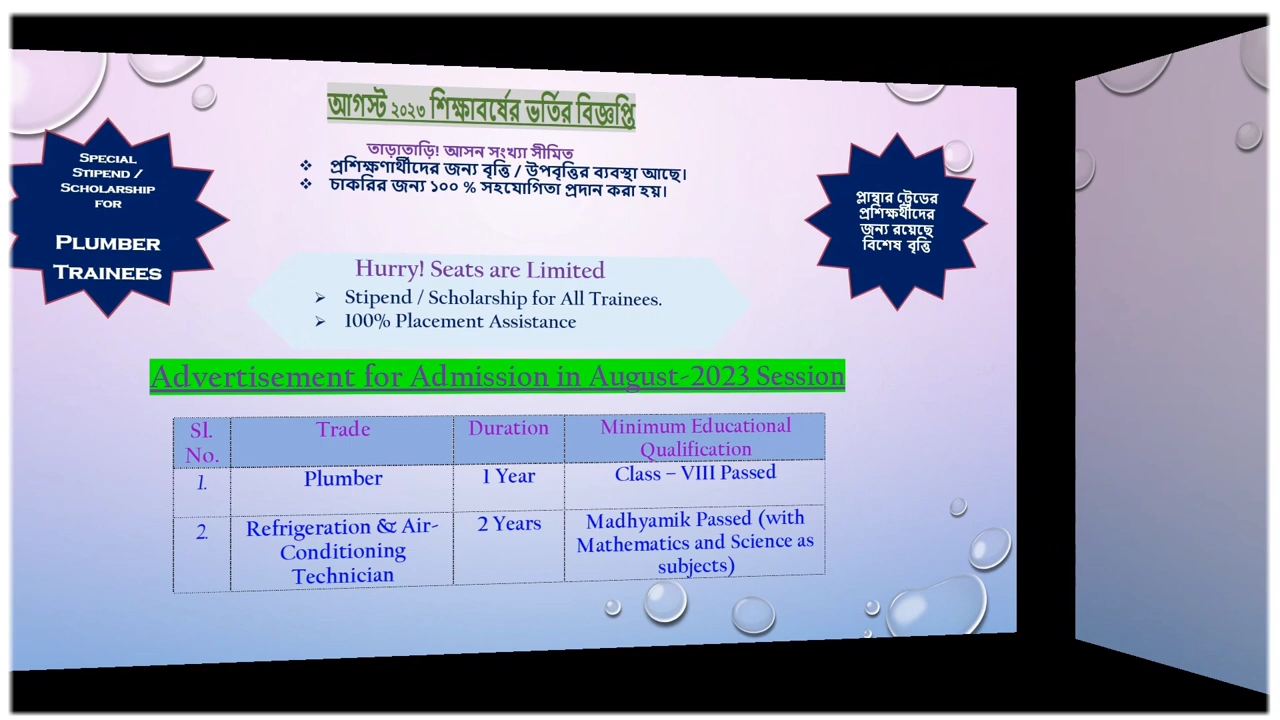 আগস্ট ২০২৩ শিক্ষাবর্ষের ভর্তির বিজ্ঞপ্তি
তাড়াতাড়ি! আসন সংখ্যা সীমিত
❖ প্রশিক্ষণার্থীদের জন্য বৃত্তি / উপবৃত্তির ব্যবস্থা আছে।
❖ চাকরির জন্য ১০০ % সহযোগিতা প্রদান করা হয়।
Special
Stipend /
Scholarship
for
Plumber
Trainees
প্লাম্বার ট্রেডের
প্রশিক্ষর্থীদের
জন্য রয়েছে
বিশেষ বৃত্তি
Hurry! Seats are Limited
➢ Stipend / Scholarship for All Trainees.
➢ 100% Placement Assistance
Advertisement for Admission in August-2023 Session
Sl. No. Trade Duration Minimum Educational Qualification
1. Plumber 1 Year Class – VIII Passed
2. Refrigeration & Air-Conditioning Technician 2 Years Madhyamik Passed (with Mathematics and Science as subjects)